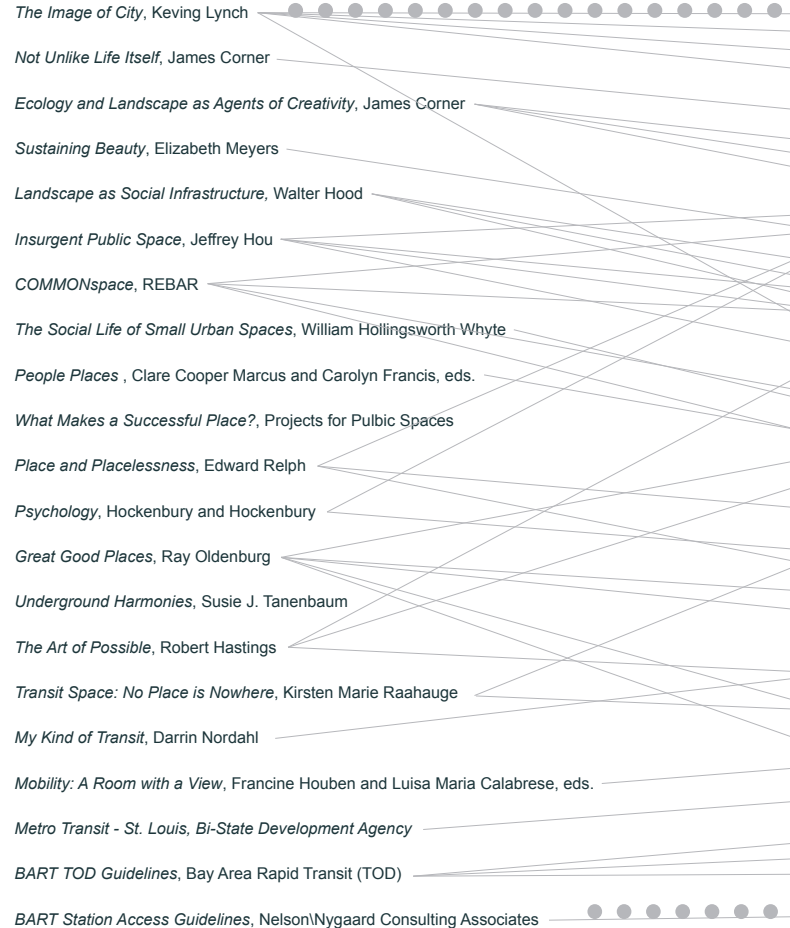 The Image of City, Keving Lynch
Not Unlike Life Itself, James Corner
Ecology and Landscape as Agents of Creativity, James Corner
Sustaining Beauty, Elizabeth Meyers
Landscape as Social Infrastructure, Walter Hood
Insurgent Public Space, Jeffrey Hou
COMMONspace, REBAR
The Social Life of Small Urban Spaces, William Hollingsworth Whyte
People Places , Clare Cooper Marcus and Carolyn Francis, eds.
What Makes a Successful Place?, Projects for Pulbic Spaces
Place and Placelessness, Edward Relph
Psychology, Hockenbury and Hockenbury
Great Good Places, Ray Oldenburg
Underground Harmonies, Susie J. Tanenbaum
The Art of Possible, Robert Hastings
Transit Space: No Place is Nowhere, Kirsten Marie Raahauge
My Kind of Transit, Darrin Nordahl
Mobility: A Room with a View, Francine Houben and Luisa Maria Calabrese, eds.
Metro Transit - St. Louis, Bi-State Development Agency
BART TOD Guidelines, Bay Area Rapid Transit (TOD)
BART Station Access Guidelines, Nelson\Nygaard Consulting Associates